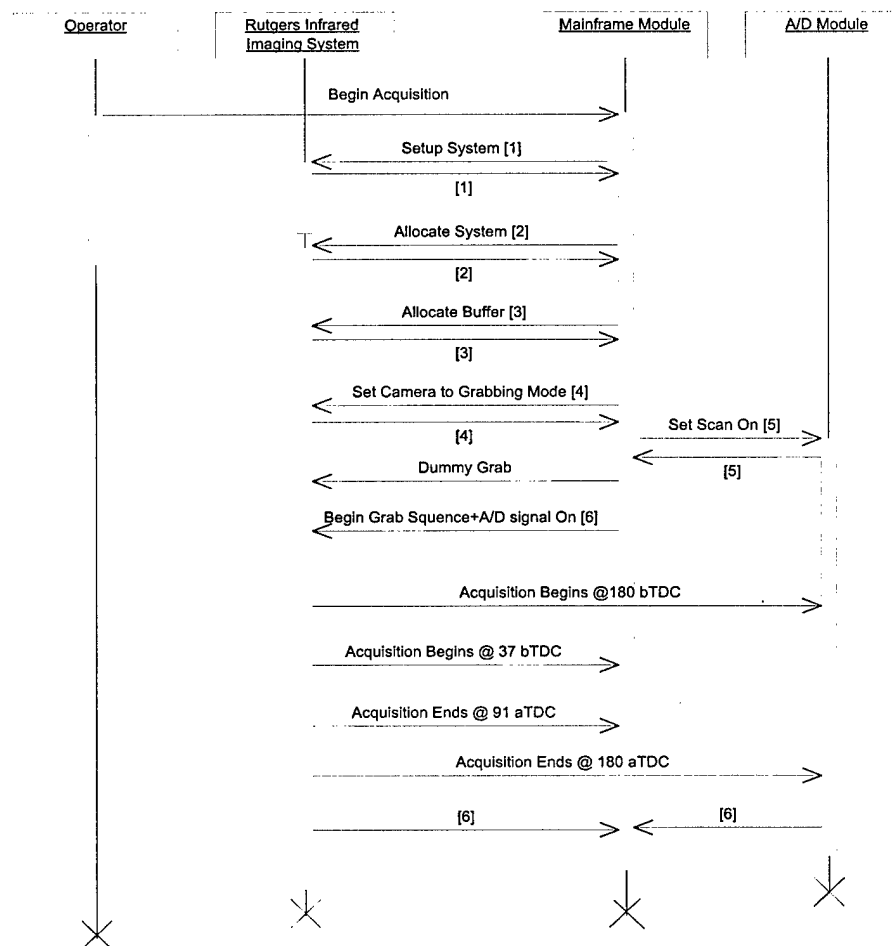 Operator
Rutgers Infrared
Imaging System
Mainframe Module
A/D Module
Begin Acquisition
Setup System [1]
[1]
Allocate System [2]
[2]
Allocate Buffer [3]
[3]
Set Camera to Grabbing Mode [4]
[4]
Set Scan On [5]
[5]
Dummy Grab
Begin Grab Squence+A/D signal On [6]
Acquisition Begins @180 bTDC
Acquisition Begins @ 37 bTDC
Acquisition Ends @ 91 aTDC
Acquisition Ends @ 180 aTDC
[6]
[6]